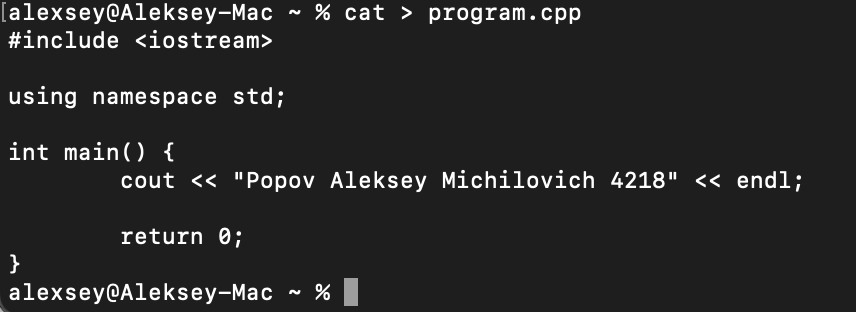 [alexsey@Aleksey-Mac ~ % cat > program.cpp
#include <iostream>

using namespace std;

int main() {
        cout << "Popov Aleksey Michilovich 4218" << endl;

        return 0;
}
alexsey@Aleksey-Mac ~ %